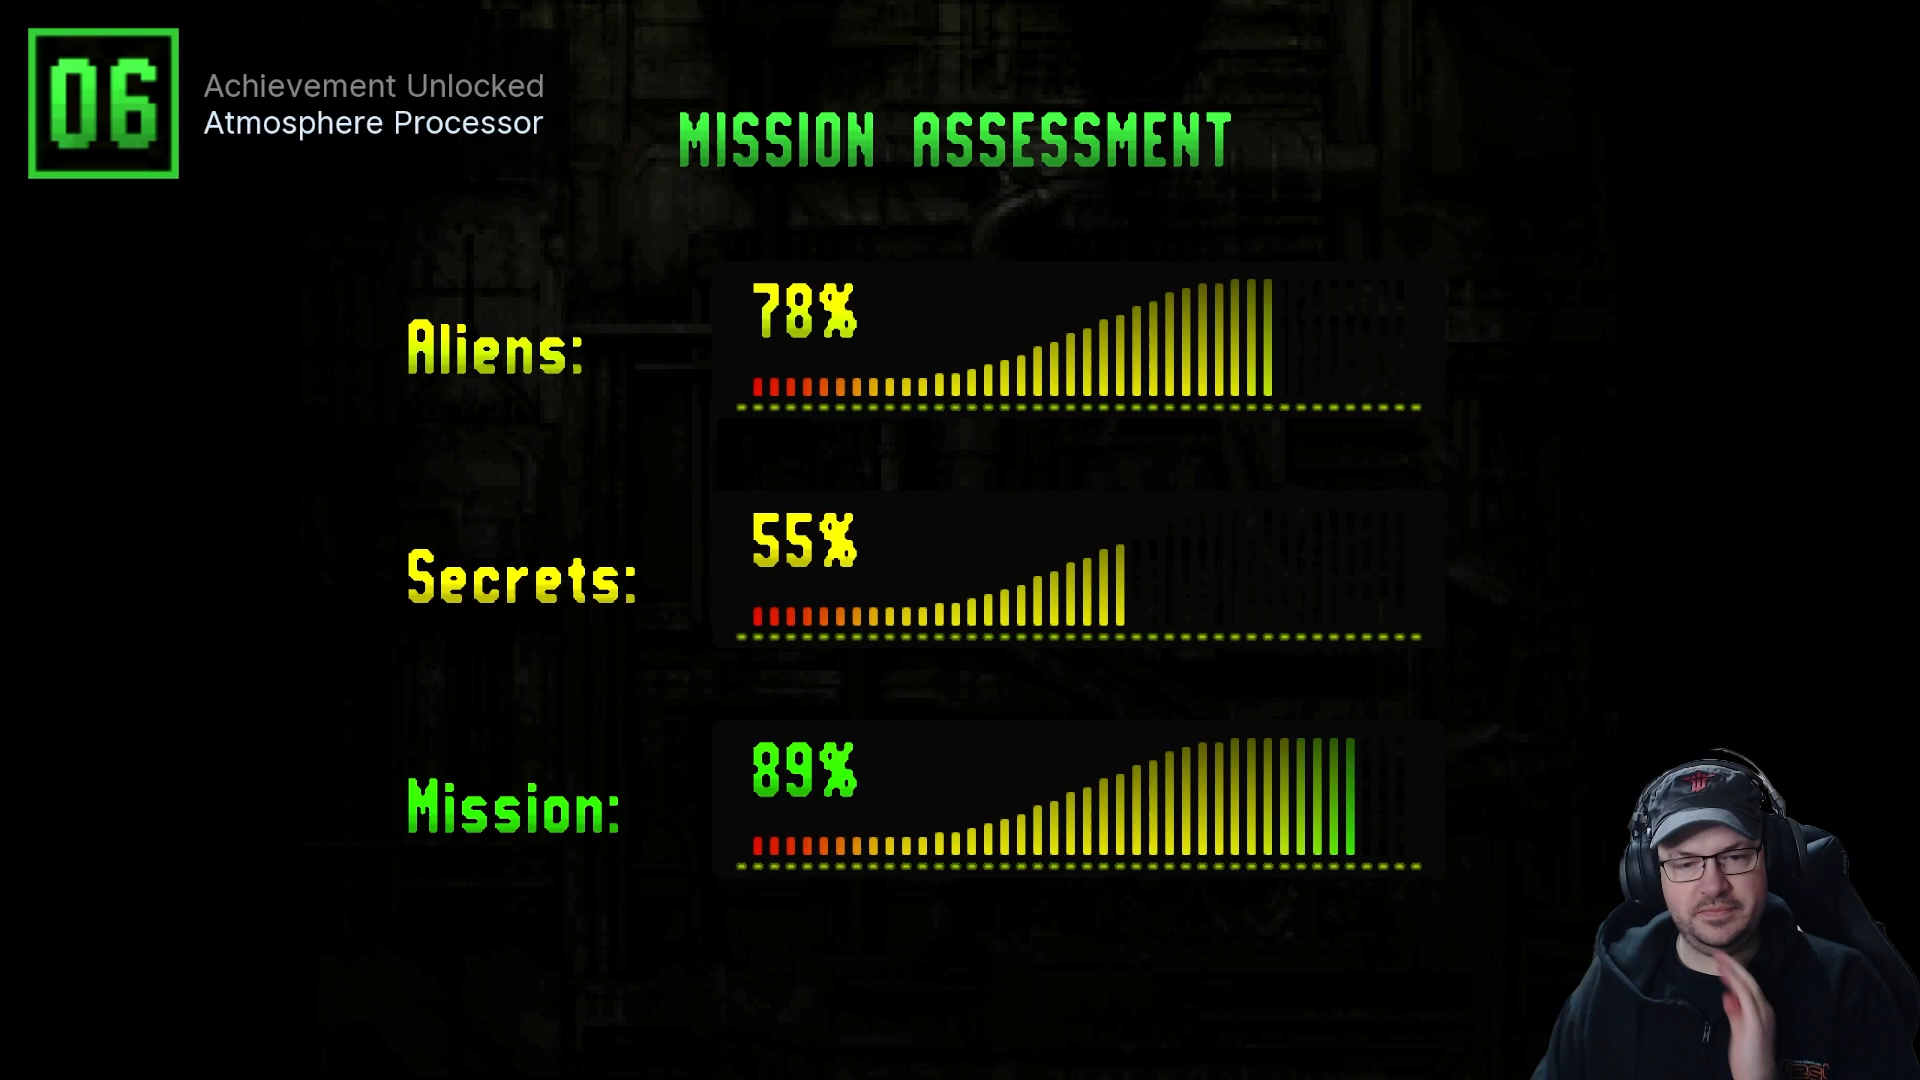 06
Achievement Unlocked
Atmosphere Processor
MISSION ASSESSMENT
Aliens:
78%
Secrets:
55%
Mission:
89%